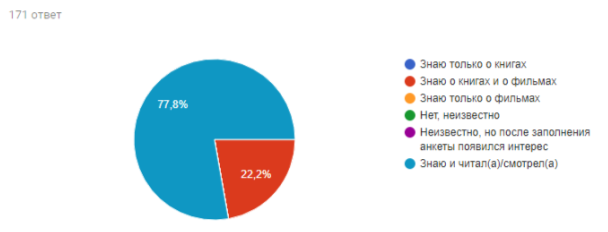 171 ответ
77,8%
22,2%
Знаю только о книгах
Знаю о книгах и о фильмах
Знаю только о фильмах
Нет, неизвестно
Неизвестно, но после заполнения
анкеты появился интерес
Знаю и читал(а)/смотрел(а)